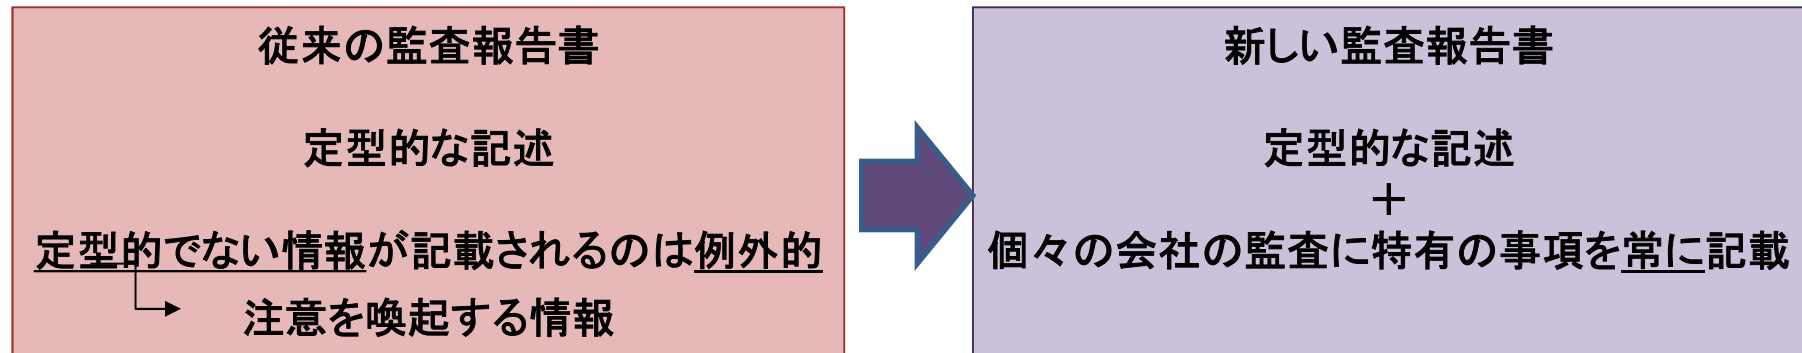 従来の監査報告書
定型的な記述
定型的でない情報が記載されるのは例外的
注意を喚起する情報
新しい監査報告書
定型的な記述
＋
個々の会社の監査に特有の事項を常に記載